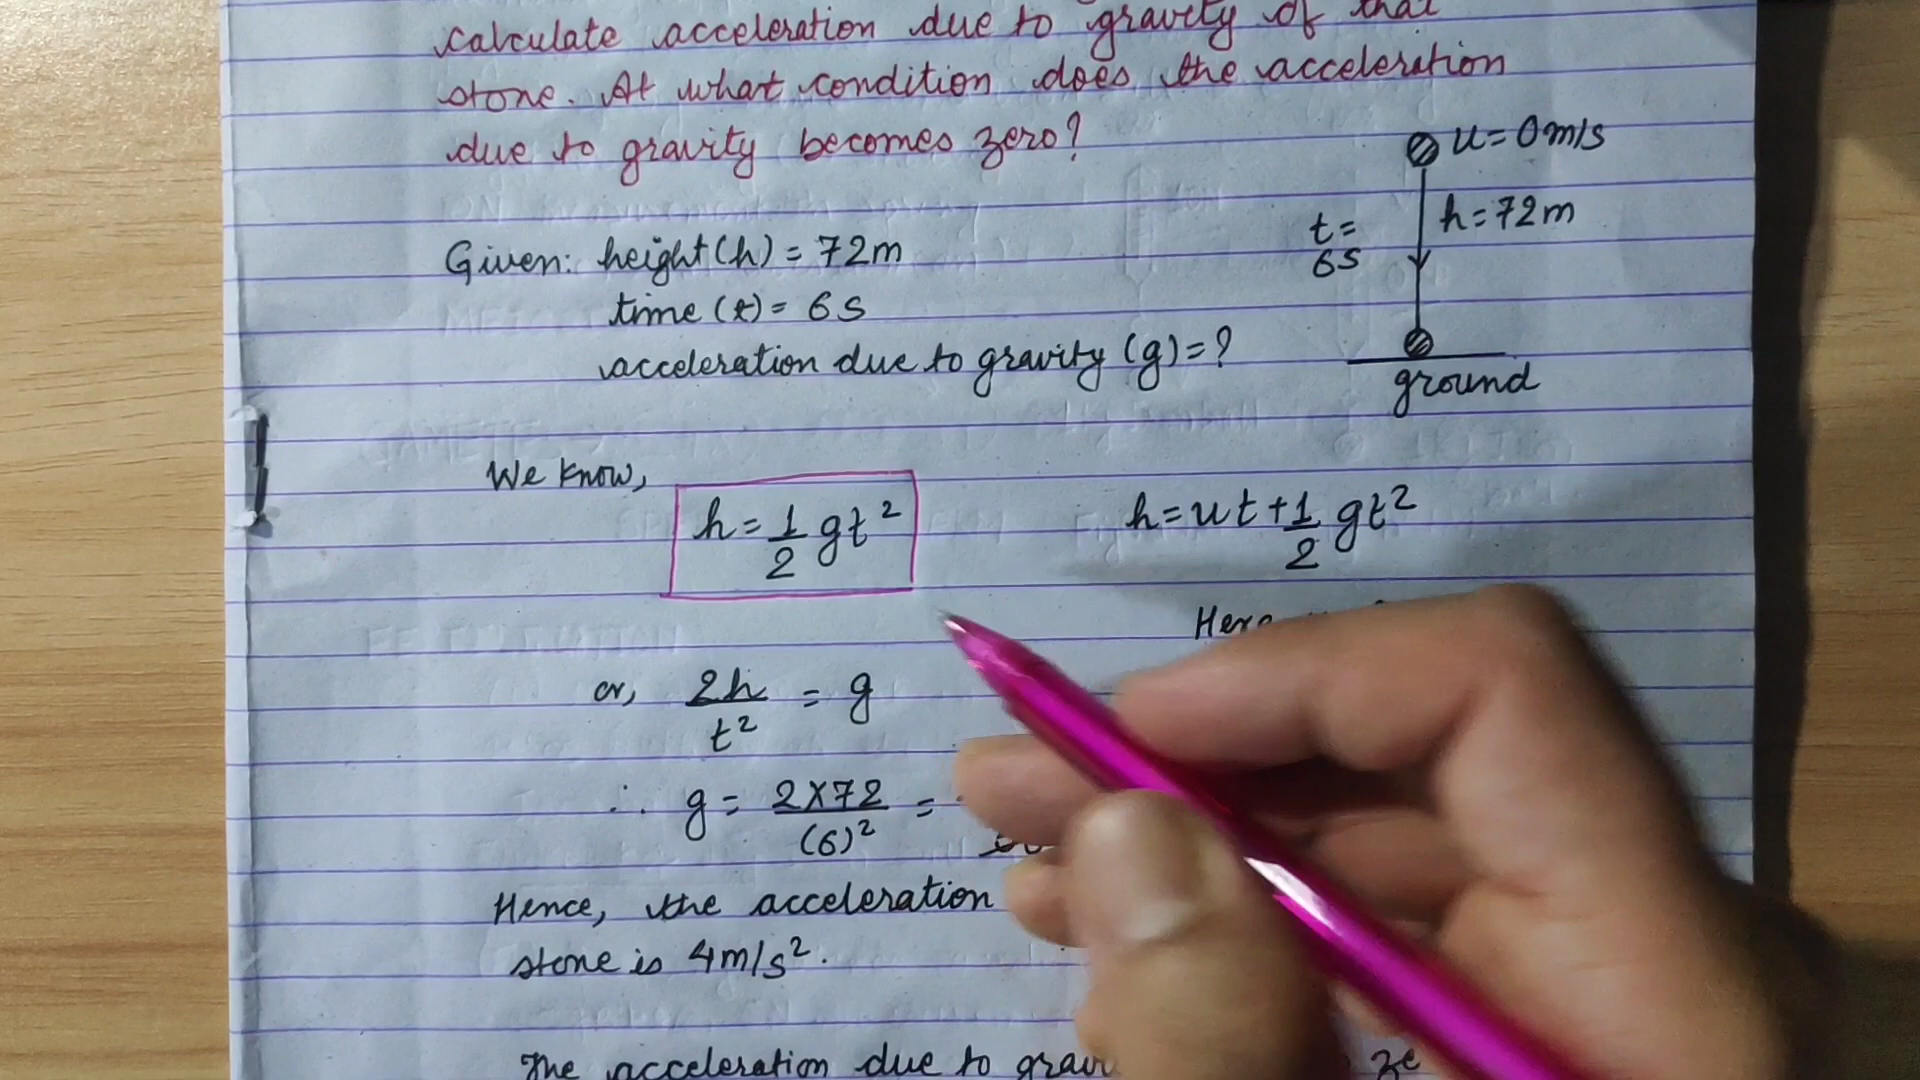 calculate acceleration due to gravity of that
stone. At what condition does the acceleration
due to gravity becomes zero?
u=0m/s
h=72m
t=
6s
ground
Given: height(h) = 72m
time (t) = 6s
acceleration due to gravity (g)=?
We know,
h = 1/2 gt²
h = ut + 1/2 gt²
Here
or, 2h/t² = g
∴ g = 2×72/(6)² =
Hence, the acceleration
stone is 4m/s².
The acceleration due to